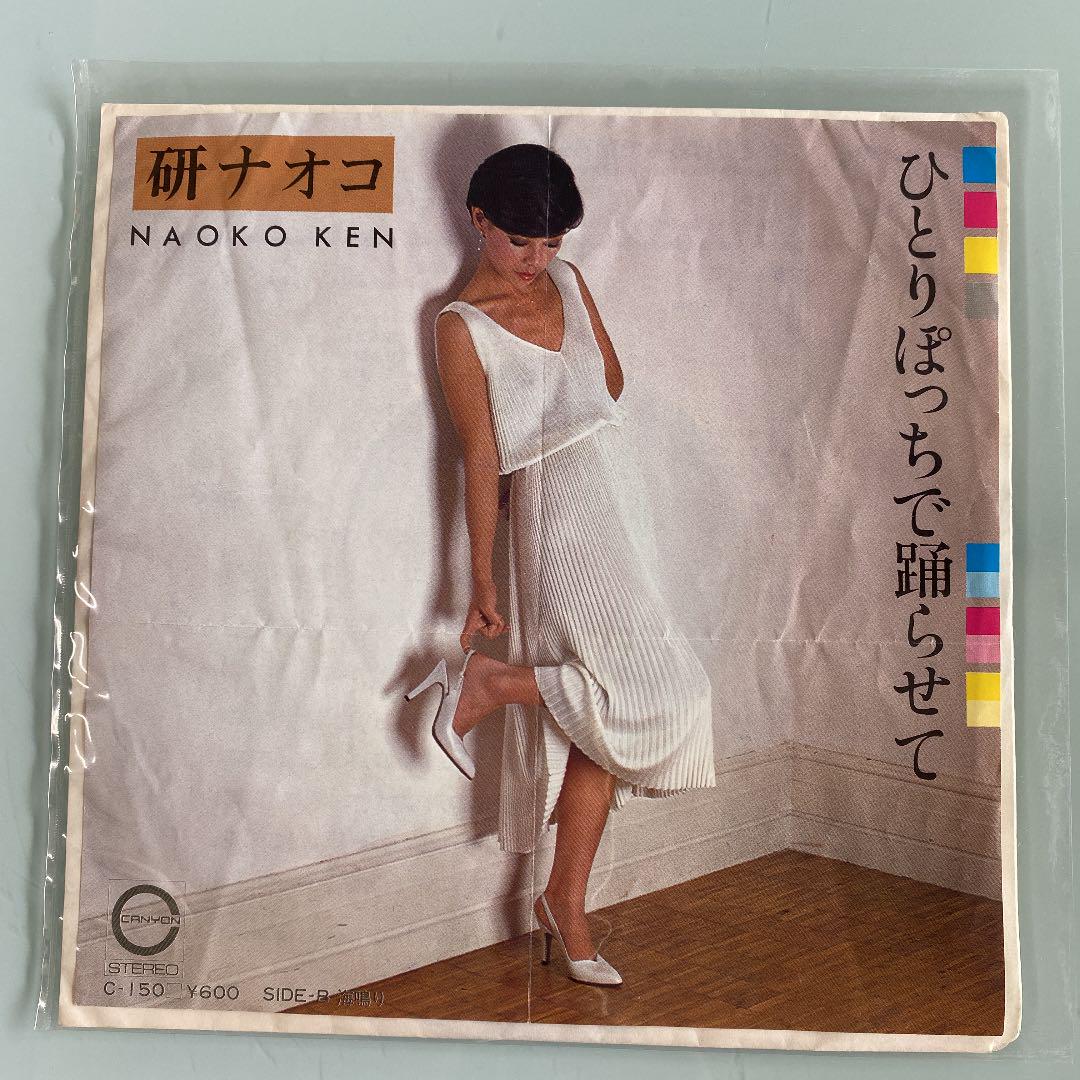 研ナオコ
NAOKO KEN
ひとりぽっちで踊らせて
CANYON
STEREO
C-150 ¥600 SIDE-B 海鳴り